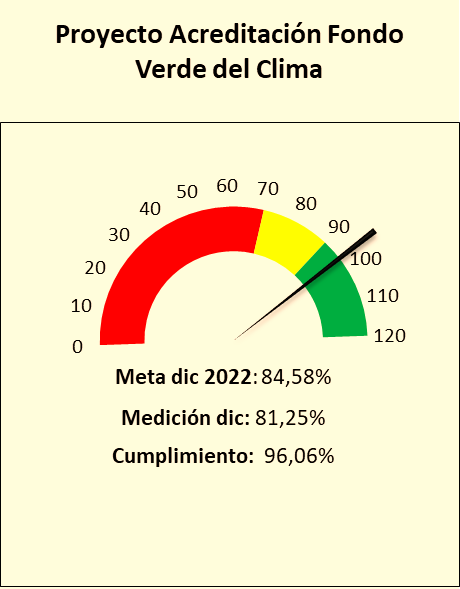 Proyecto Acreditación Fondo
Verde del Clima
0
10
20
30
40
50
60
70
80
90
100
110
120
Meta dic 2022: 84,58%
Medición dic: 81,25%
Cumplimiento: 96,06%